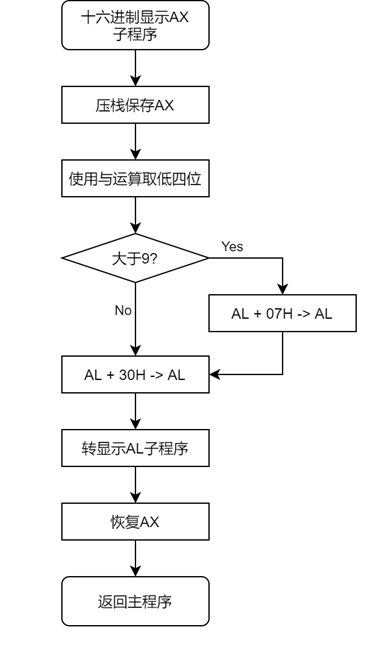 十六进制显示AX
子程序
压栈保存AX
使用与运算取低四位
大于9?
Yes
No
AL + 07H -> AL
AL + 30H -> AL
转显示AL子程序
恢复AX
返回主程序